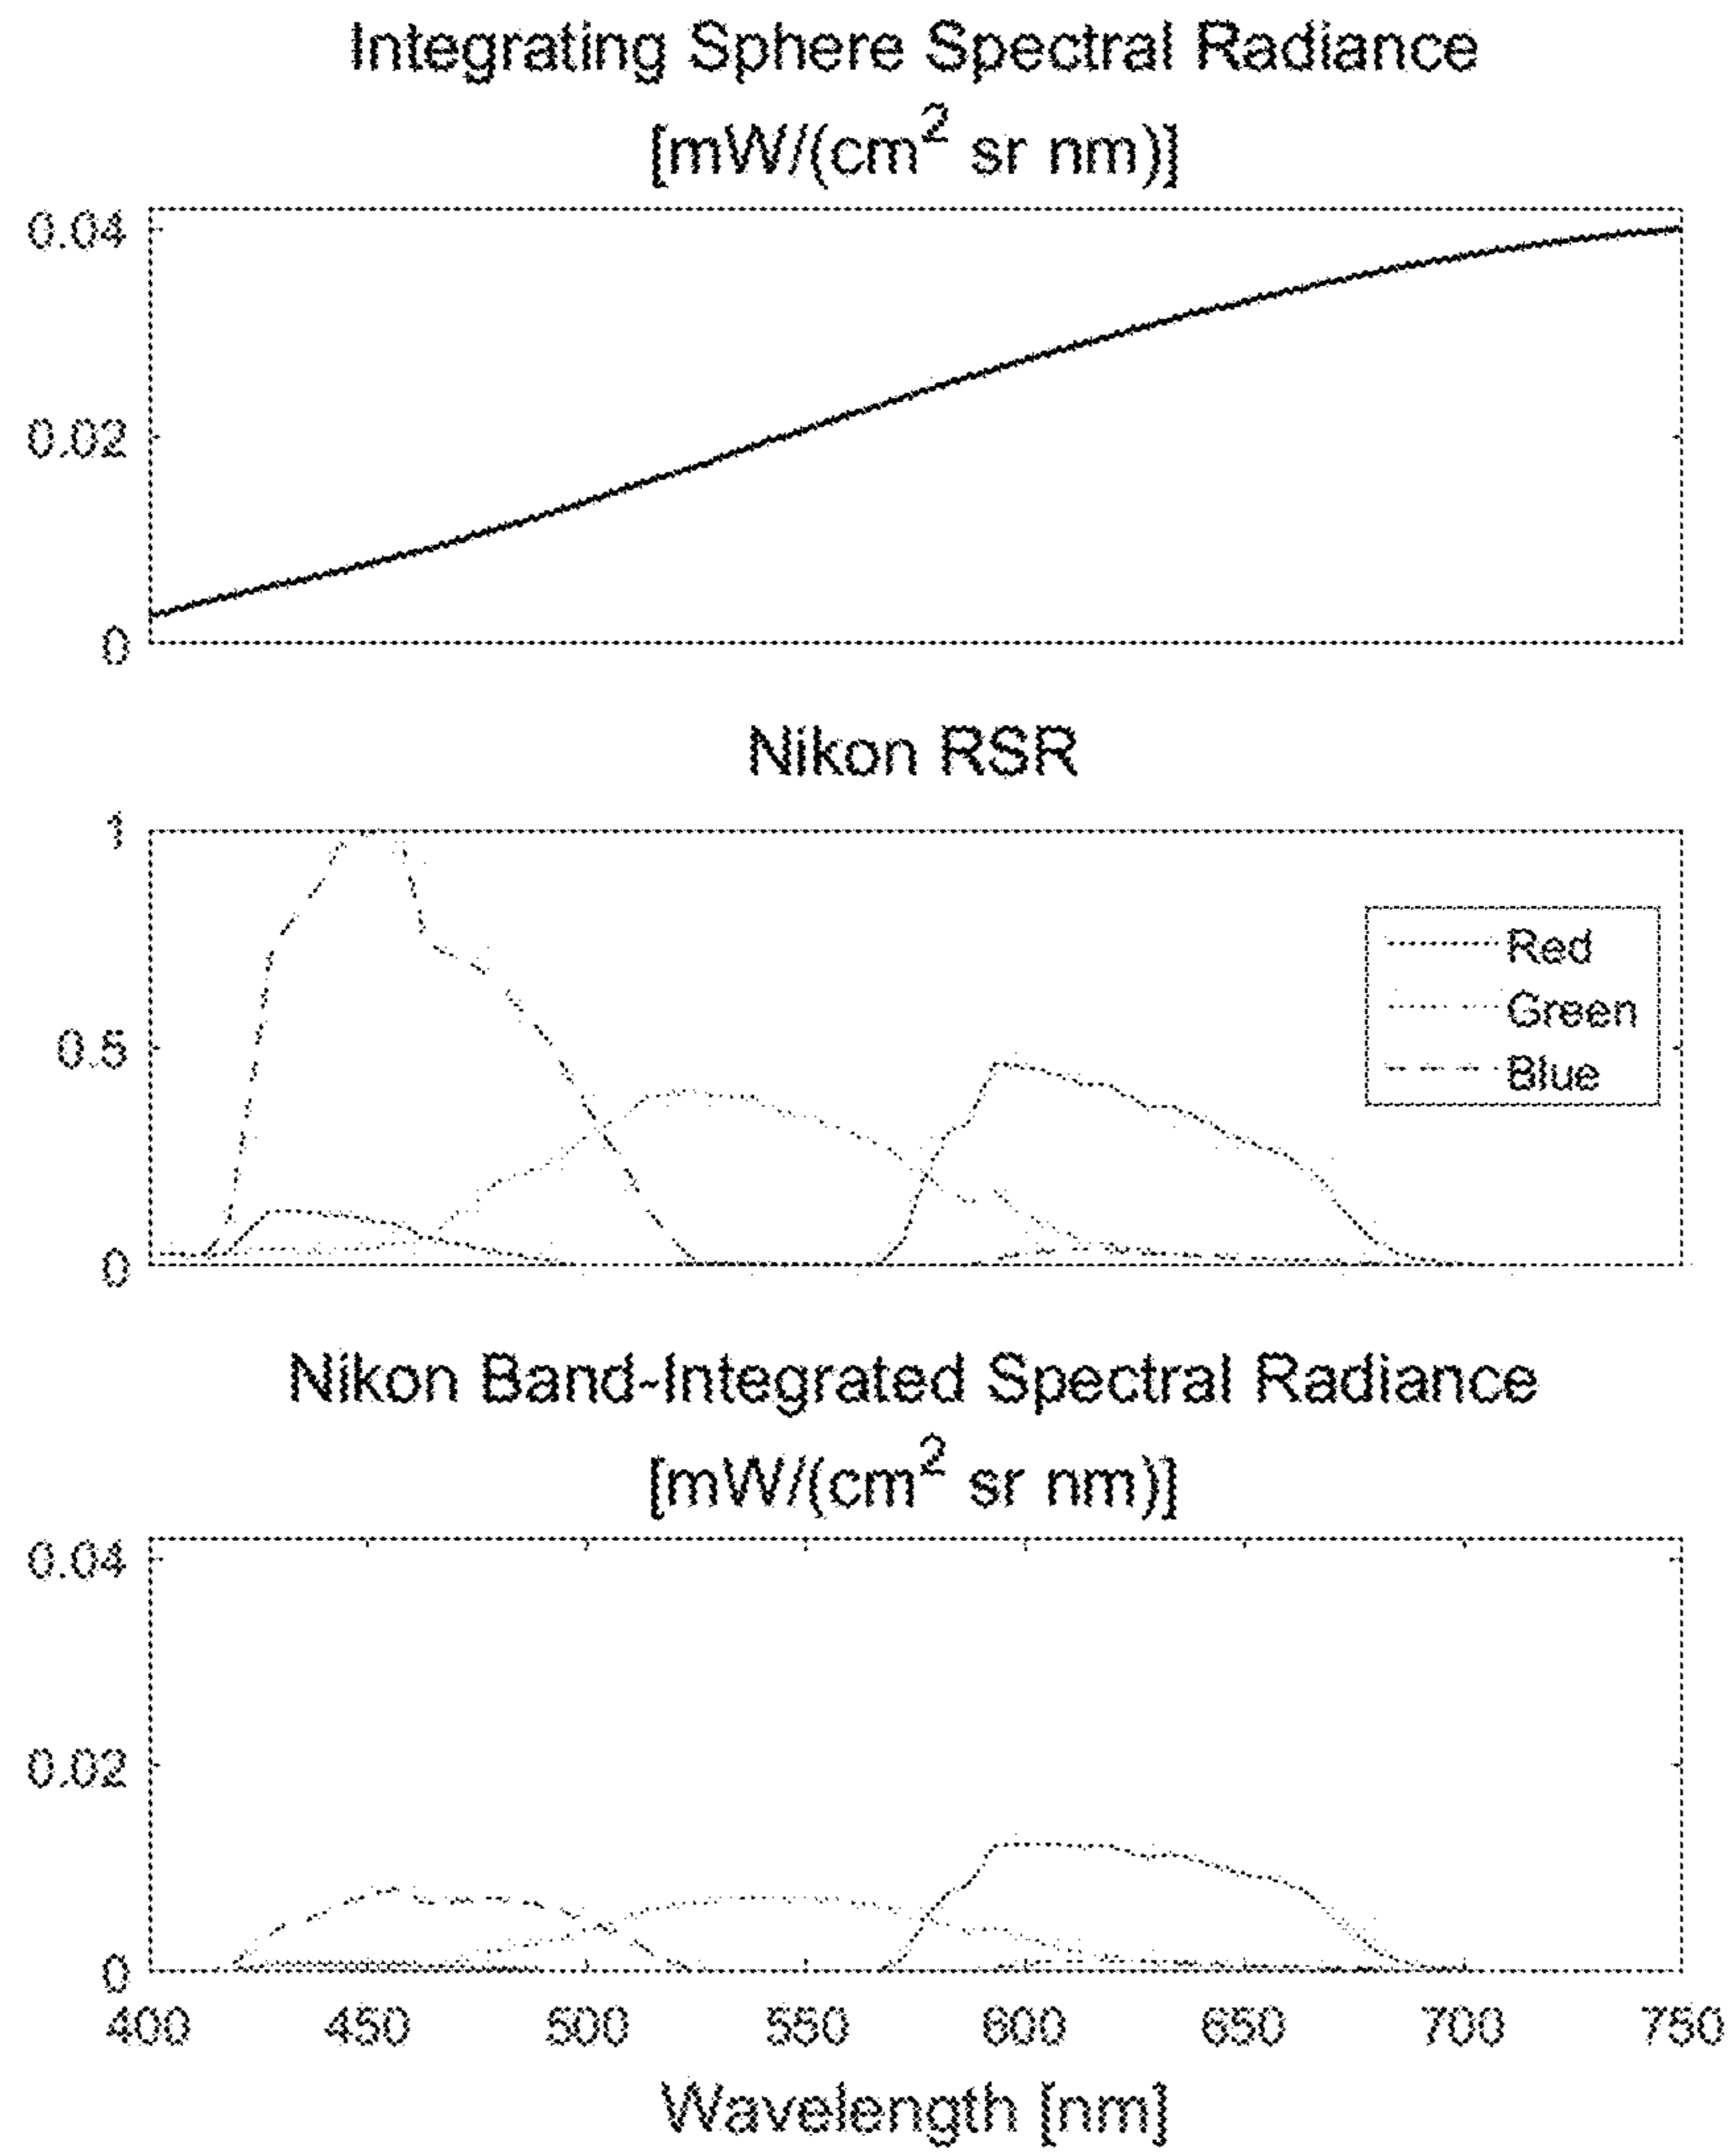 Integrating Sphere Spectral Radiance
[mW/(cm² sr nm)]
0.04
0.02
0
Nikon RSR
1
0.5
0
Red
Green
Blue
Nikon Band-Integrated Spectral Radiance
[mW/(cm² sr nm)]
0.04
0.02
0
400 450 500 550 600 650 700 750
Wavelength [nm]